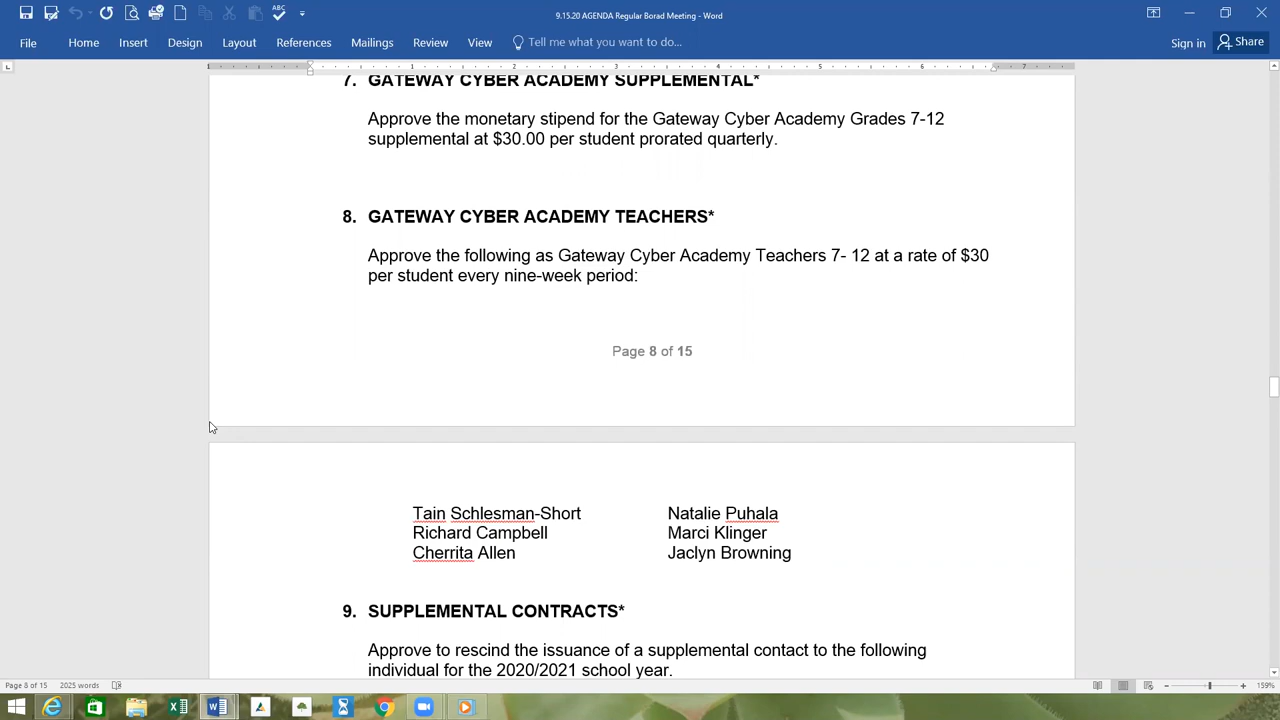 9.15.20 AGENDA Regular Borad Meeting - Word
File Home Insert Design Layout References Mailings Review View Tell me what you want to do... Sign in Share
7. GATEWAY CYBER ACADEMY SUPPLEMENTAL*
Approve the monetary stipend for the Gateway Cyber Academy Grades 7-12
supplemental at $30.00 per student prorated quarterly.
8. GATEWAY CYBER ACADEMY TEACHERS*
Approve the following as Gateway Cyber Academy Teachers 7- 12 at a rate of $30
per student every nine-week period:
Page 8 of 15
Tain Schlesman-Short Natalie Puhala
Richard Campbell Marci Klinger
Cherrita Allen Jaclyn Browning
9. SUPPLEMENTAL CONTRACTS*
Approve to rescind the issuance of a supplemental contact to the following
individual for the 2020/2021 school year.
Page 8 of 15 2025 words 159%